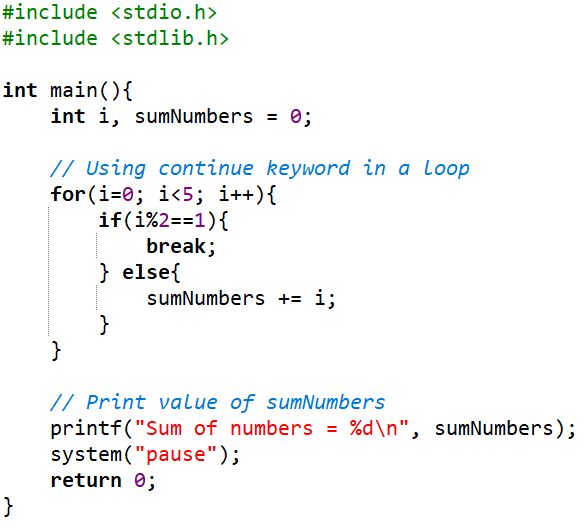 #include <stdio.h>
#include <stdlib.h>

int main(){
    int i, sumNumbers = 0;

    // Using continue keyword in a loop
    for(i=0; i<5; i++){
        if(i%2==1){
            break;
        } else{
            sumNumbers += i;
        }
    }

    // Print value of sumNumbers
    printf("Sum of numbers = %d\n", sumNumbers);
    system("pause");
    return 0;
}